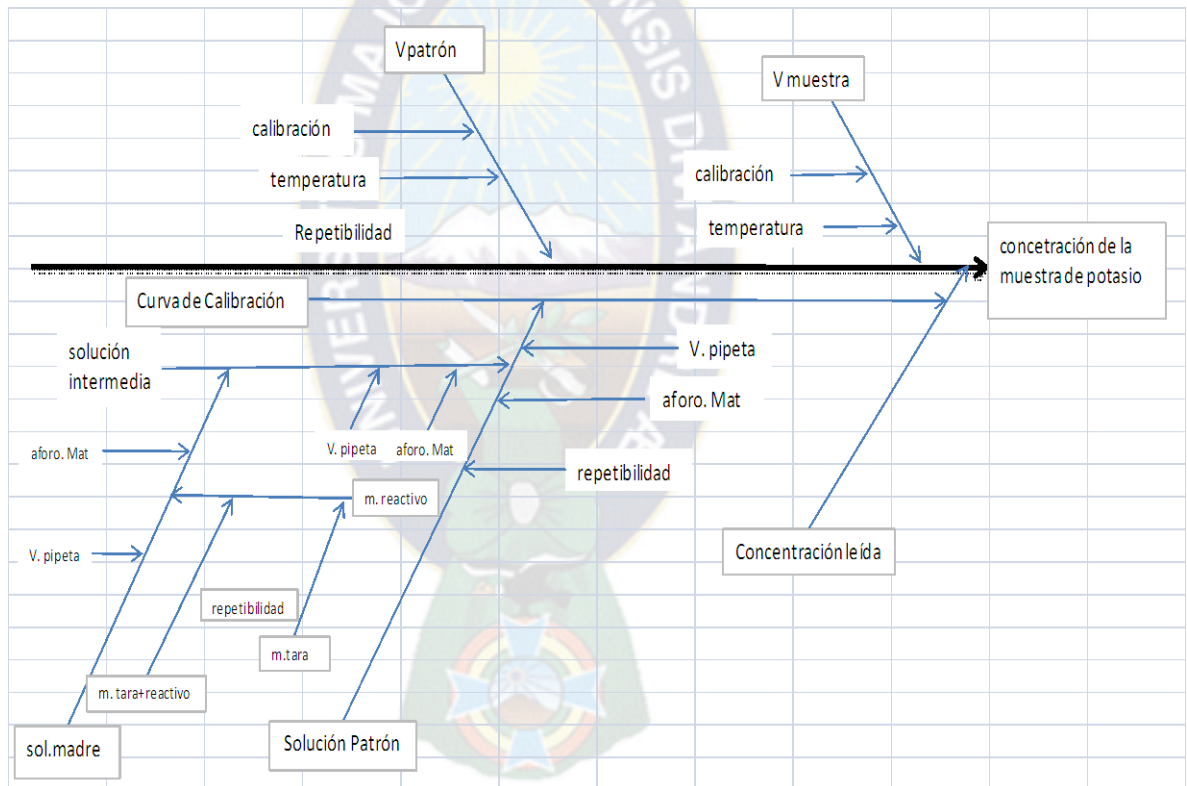 V patrón
V muestra
calibración
temperatura
Repetibilidad
calibración
temperatura
concetración de la
muestra de potasio
Curva de Calibración
solución
intermedia
V. pipeta
aforo. Mat
repetibilidad
aforo. Mat
V. pipeta
aforo. Mat
m. reactivo
V. pipeta
repetibilidad
m.tara
m. tara+reactivo
sol.madre
Solución Patrón
Concentración leída